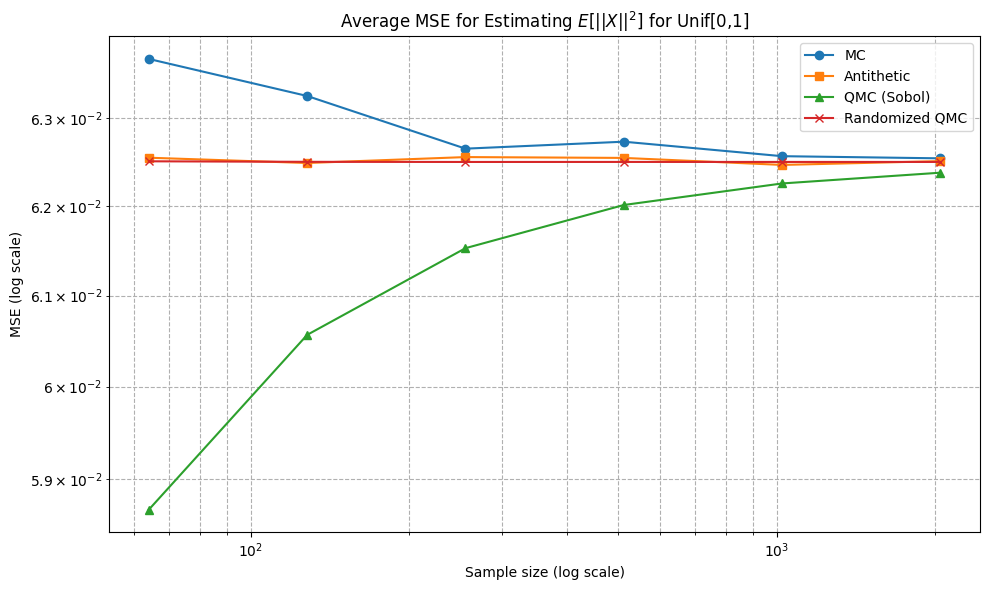 Average MSE for Estimating $E[||X||^2]$ for Unif[0,1]
MC
Antithetic
QMC (Sobol)
Randomized QMC
6.3 × 10⁻²
6.2 × 10⁻²
6.1 × 10⁻²
6 × 10⁻²
5.9 × 10⁻²
MSE (log scale)
10² 10³
Sample size (log scale)